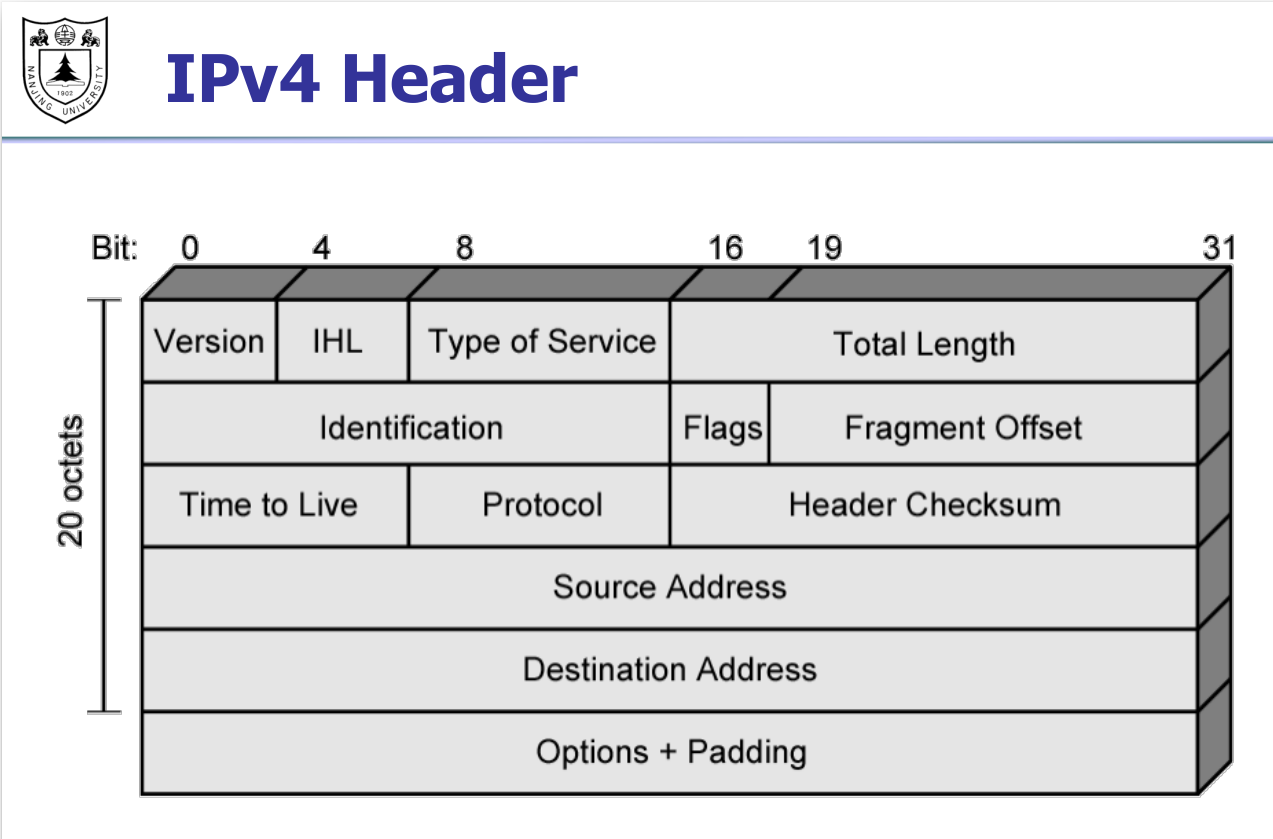 NANJING UNIVERSITY
1902
IPv4 Header
Bit: 0 4 8 16 19 31
Version IHL Type of Service Total Length
Identification Flags Fragment Offset
20 octets
Time to Live Protocol Header Checksum
Source Address
Destination Address
Options + Padding